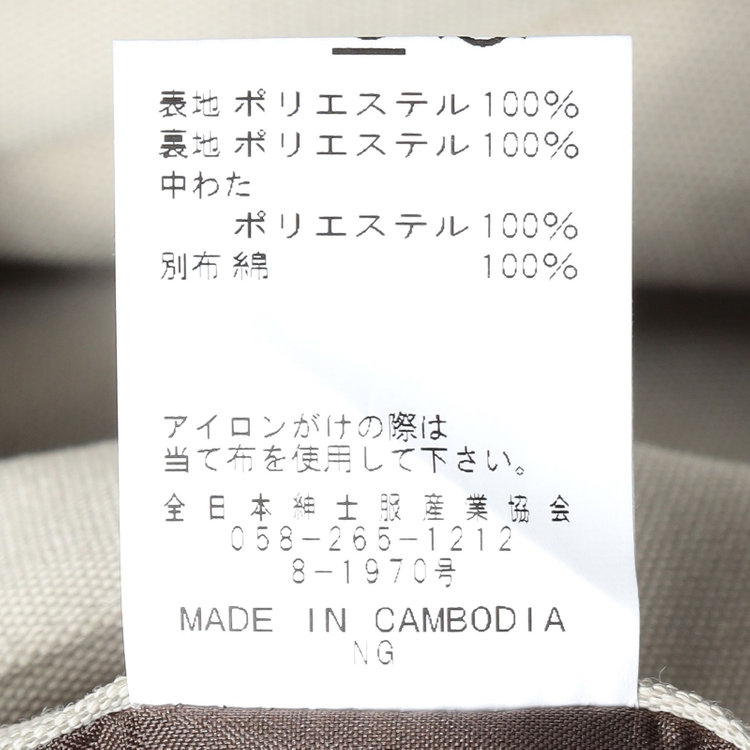 表地 ポリエステル 100%
裏地 ポリエステル 100%
中わた
ポリエステル 100%
別布 綿 100%
アイロンがけの際は
当て布を使用して下さい。
全日本紳士服産業協会
058-265-1212
8-1970号
MADE IN CAMBODIA
NG